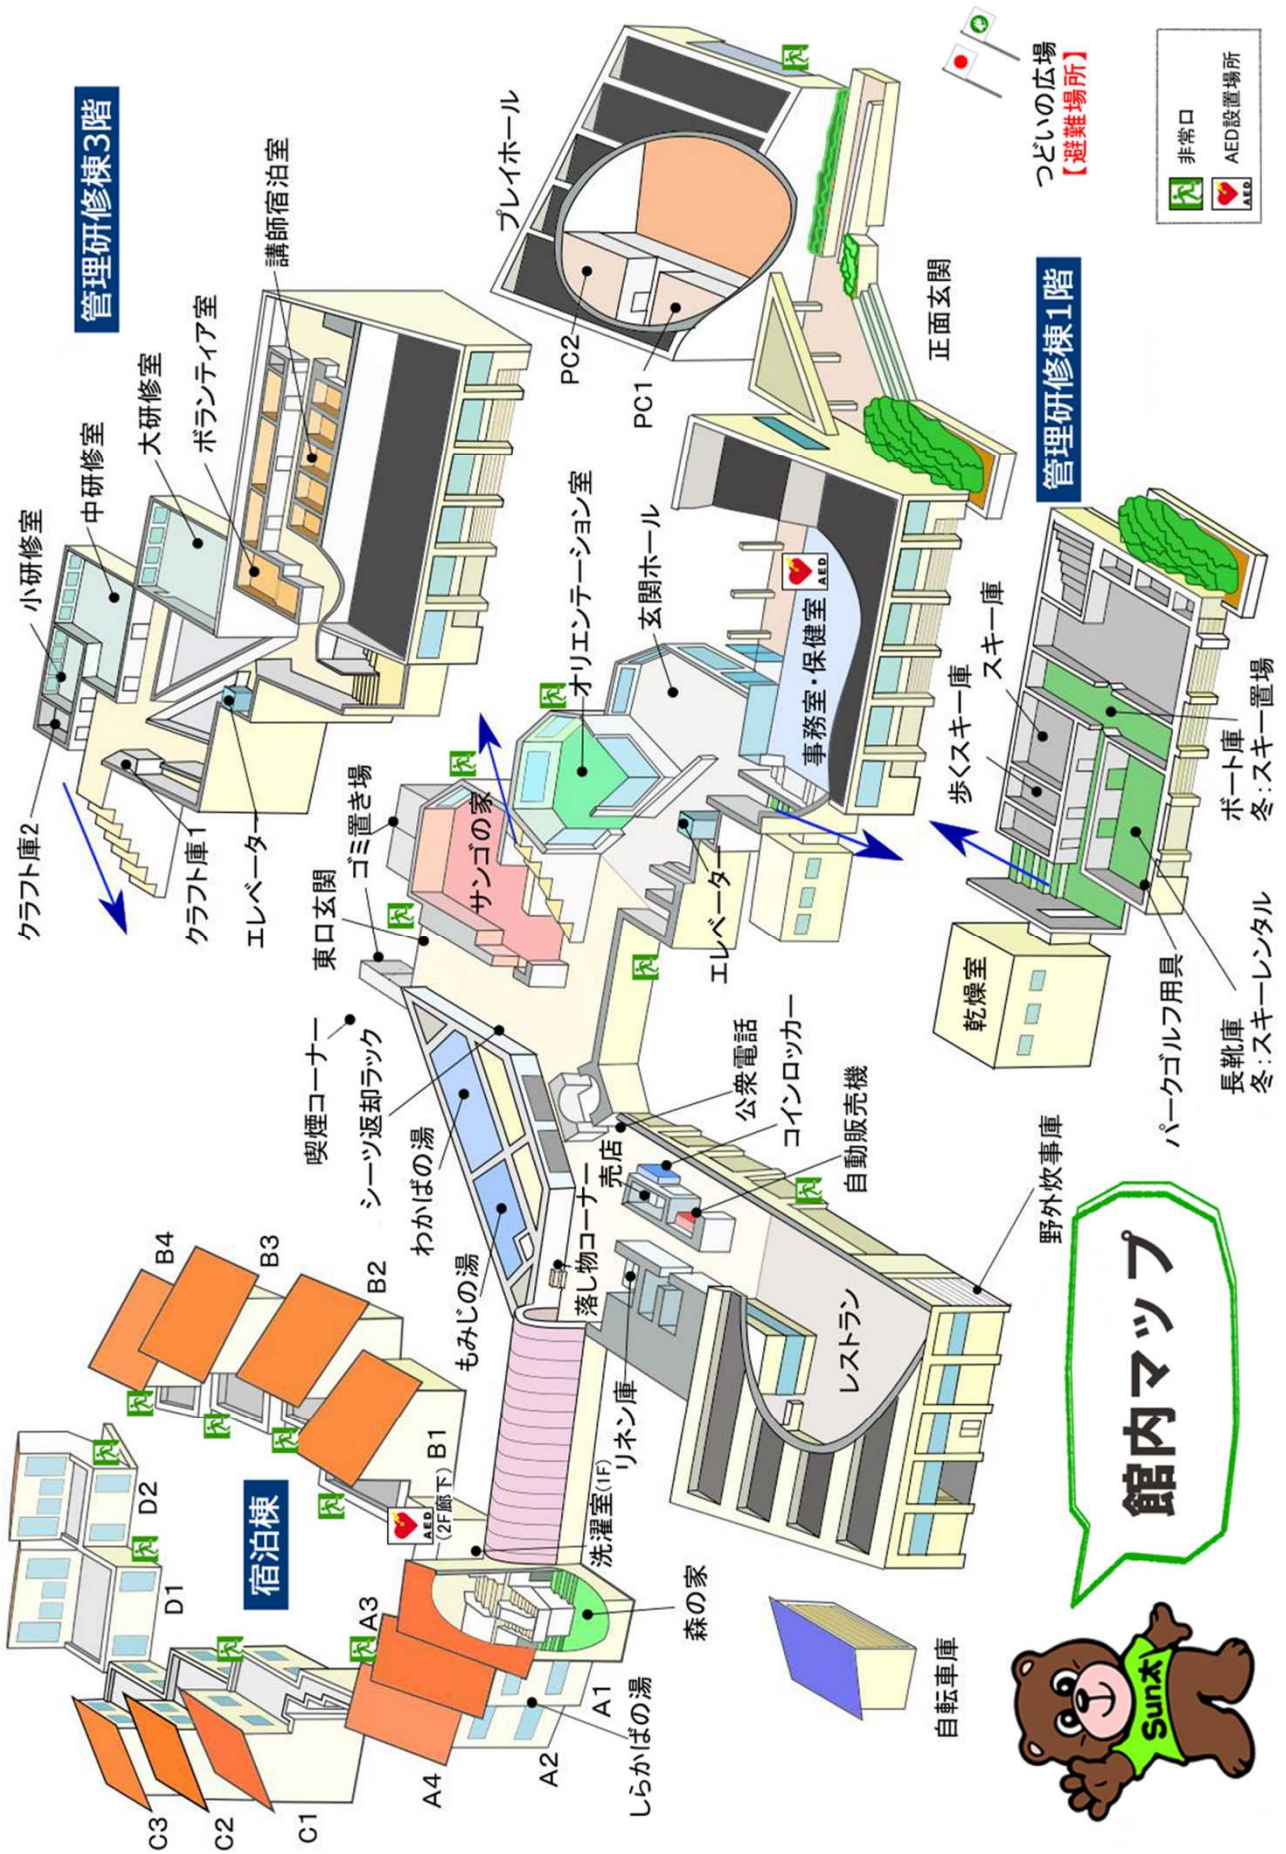 館内マップ
Sun太
宿泊棟
C3
C2
C1
D1
D2
A4
A3
A2
A1
B1
B2
B3
B4
AED
(2F廊下)
しらかばの湯
森の家
洗濯室(1F)
自転車庫
リネン庫
もみじの湯
わかばの湯
落し物コーナー
シーツ返却ラック
喫煙コーナー
東口玄関
ゴミ置き場
売店
公衆電話
コインロッカー
自動販売機
レストラン
野外炊事庫
サンゴの家
オリエンテーション室
玄関ホール
エレベーター
事務室・保健室
AED
プレイホール
PC2
PC1
正面玄関
つどいの広場
【避難場所】
管理研修棟3階
クラフト庫2
小研修室
中研修室
大研修室
ボランティア室
講師宿泊室
クラフト庫1
エレベーター
管理研修棟1階
乾燥室
歩くスキー庫
スキー庫
パークゴルフ用具
長靴庫
冬:スキーレンタル
ボート庫
冬:スキー置場
非常口
AED
AED設置場所